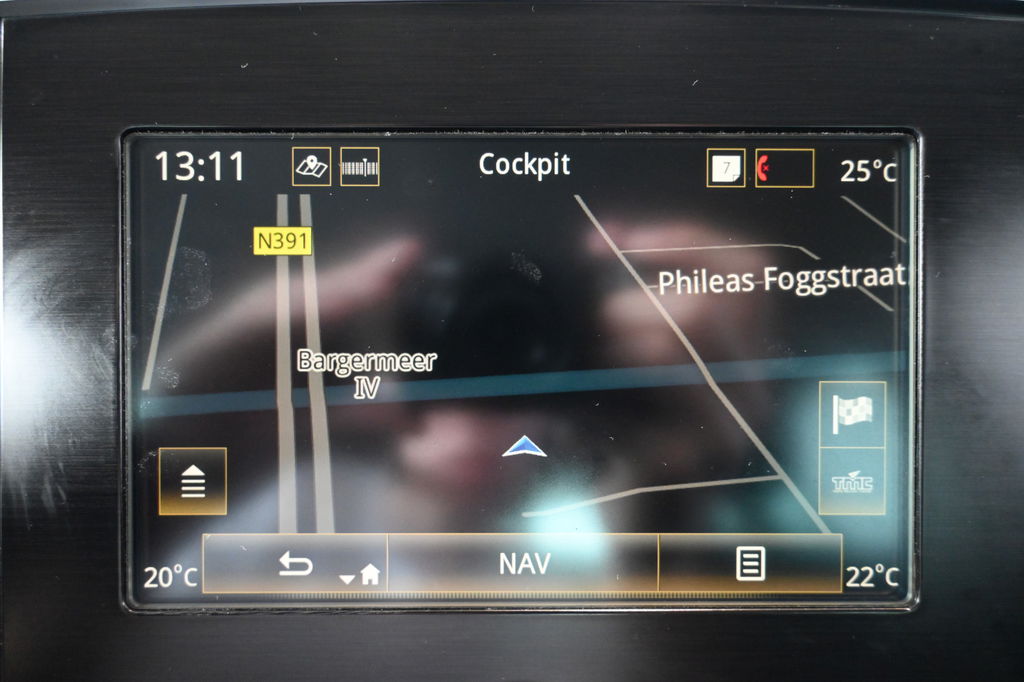 13:11
Cockpit
7
25°C
N391
Phileas Foggstraat
Bargermeer
IV
TMC
20°C
NAV
22°C